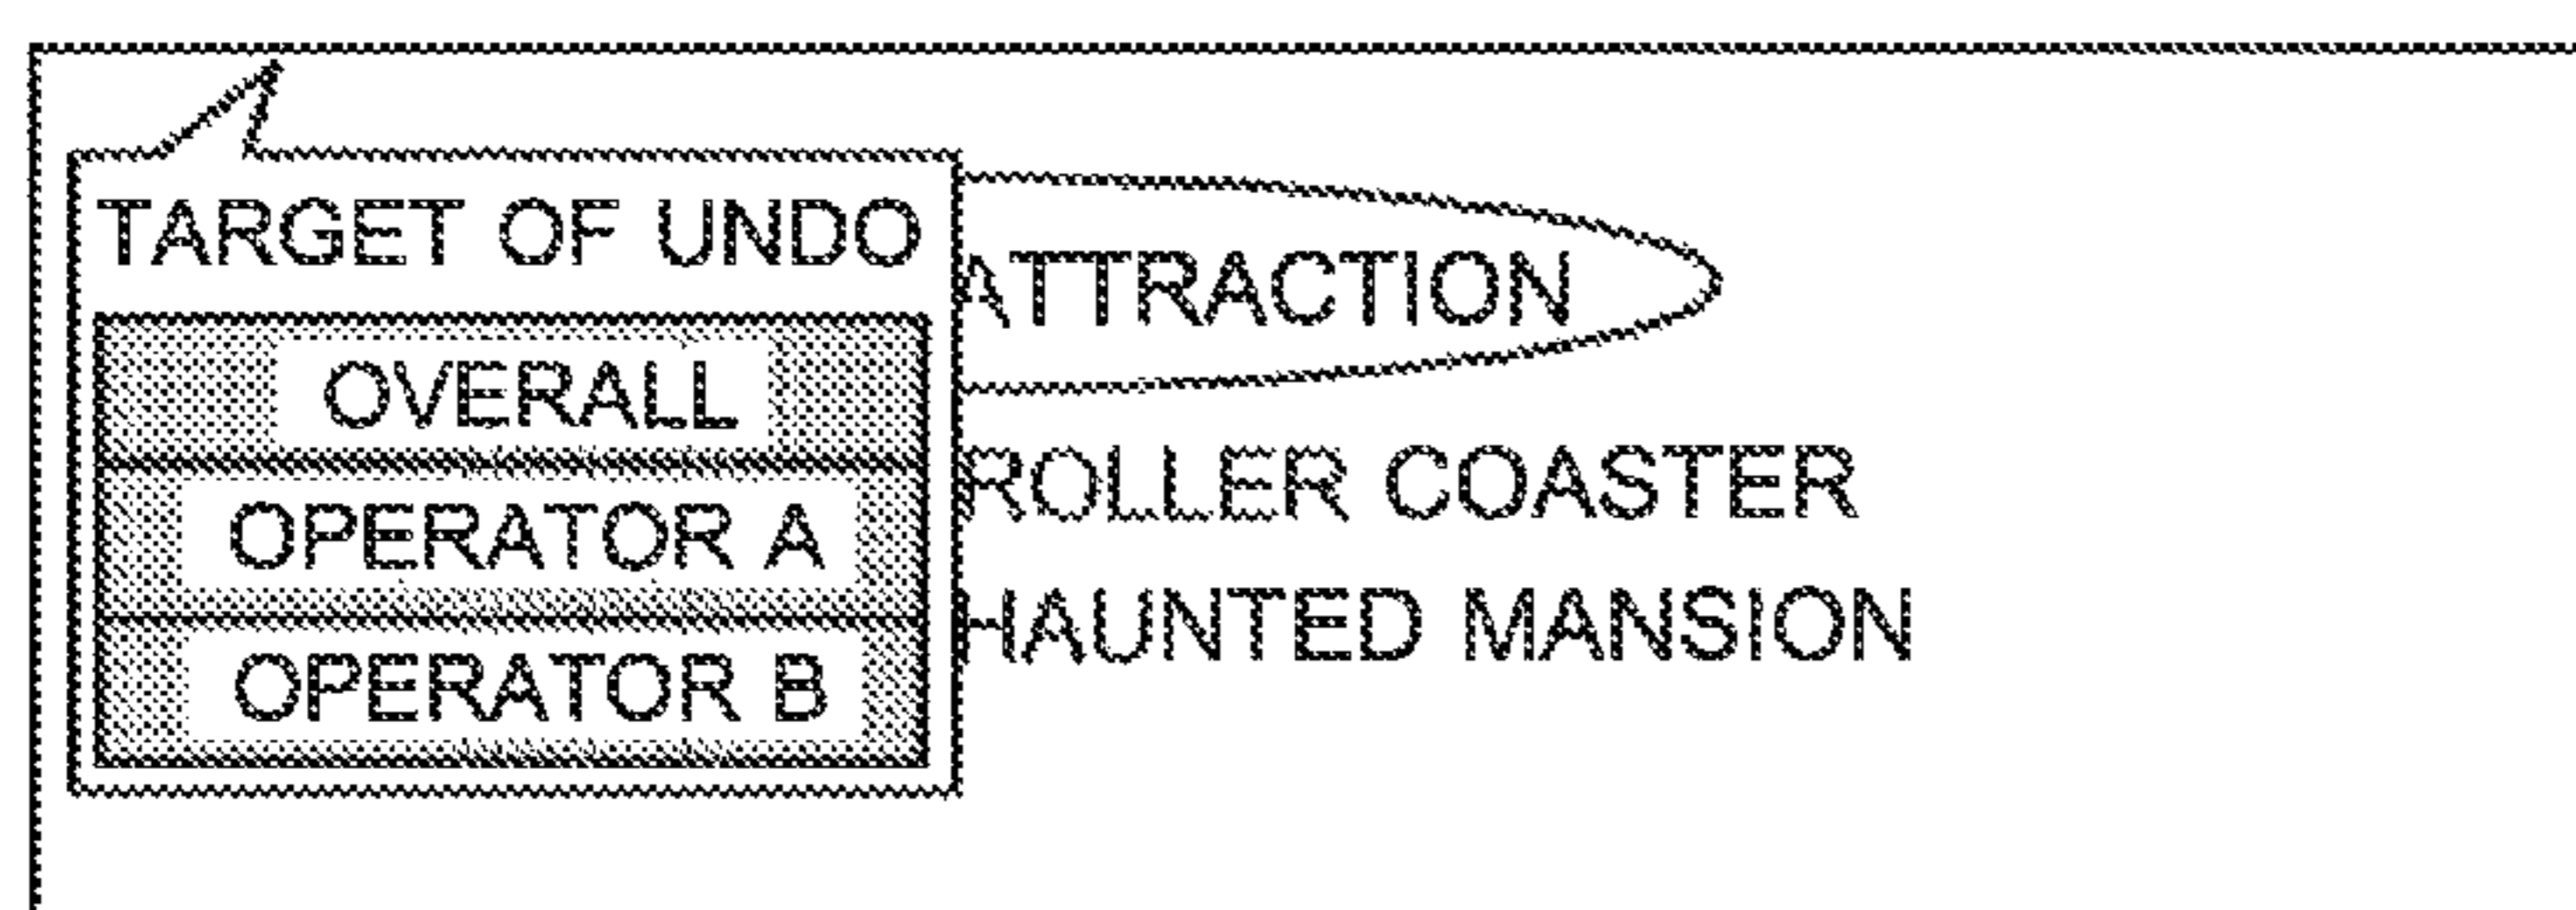 TARGET OF UNDO
OVERALL
OPERATOR A
OPERATOR B
ATTRACTION
ROLLER COASTER
HAUNTED MANSION